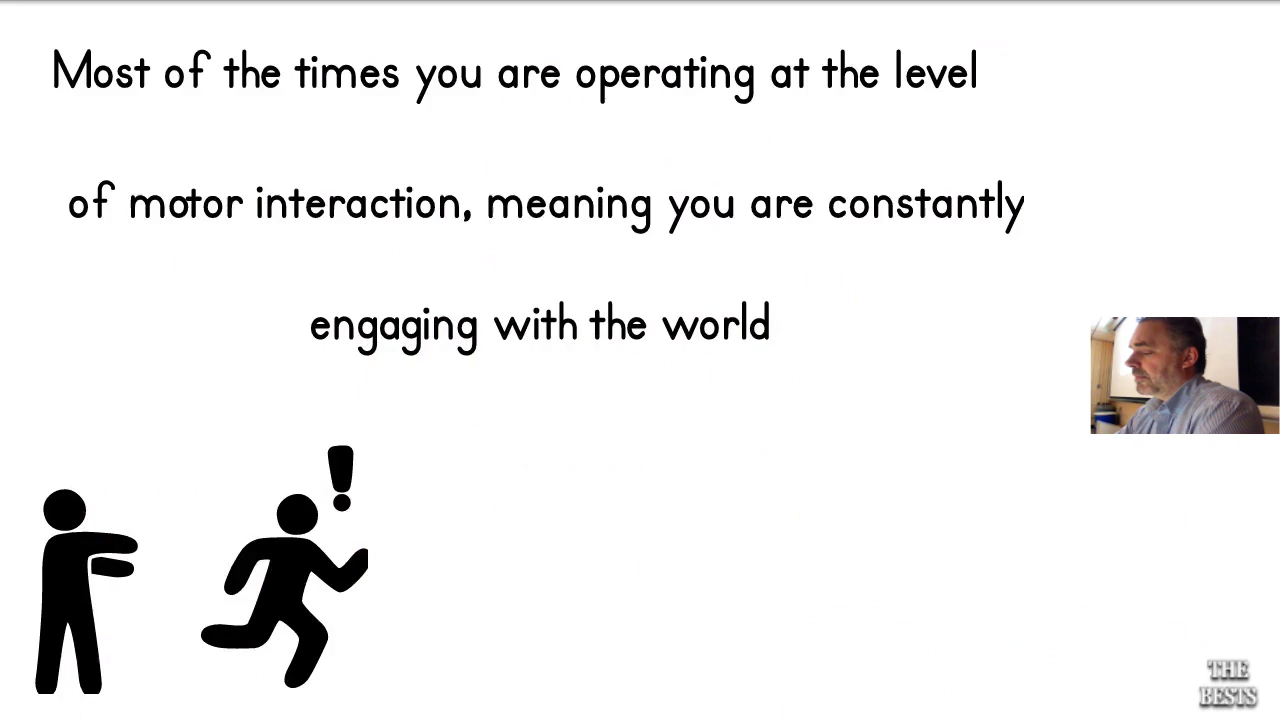 Most of the times you are operating at the level
of motor interaction, meaning you are constantly
engaging with the world
!
THE
BESTS